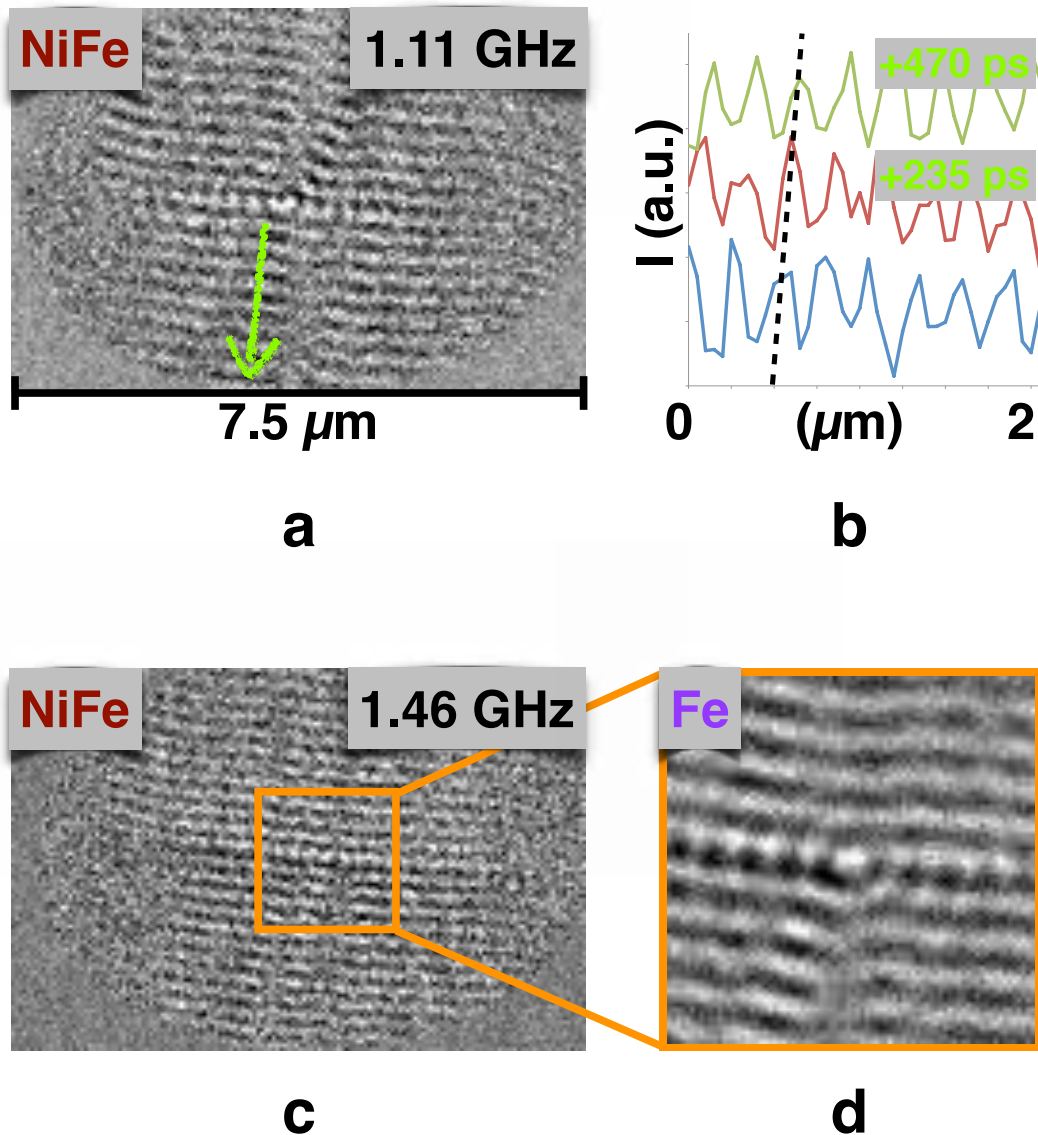 NiFe
1.11 GHz
7.5 µm
a
+470 ps
+235 ps
I (a.u.)
0 (µm) 2
b
NiFe
1.46 GHz
c
Fe
d